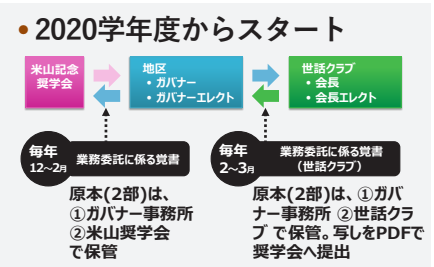 • 2020学年度からスタート
米山記念
奨学会
地区
• ガバナー
• ガバナーエレクト
世話クラブ
• 会長
• 会長エレクト
毎年
12~2月
業務委託に係る覚書
原本(2部)は、
①ガバナー事務所
②米山奨学会
で保管
毎年
2~3月
業務委託に係る覚書
(世話クラブ)
原本(2部)は、①ガバ
ナー事務所 ②世話クラ
ブ で保管。写しをPDFで
奨学会へ提出